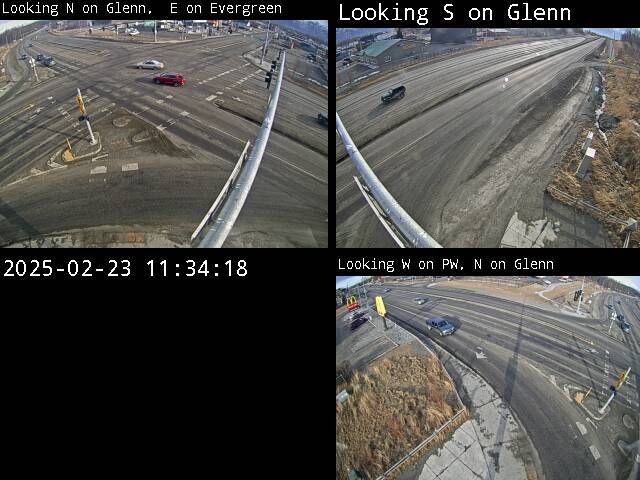 Looking N on Glenn,  E on Evergreen
Looking S on Glenn
2025-02-23 11:34:18
Looking W on PW, N on Glenn